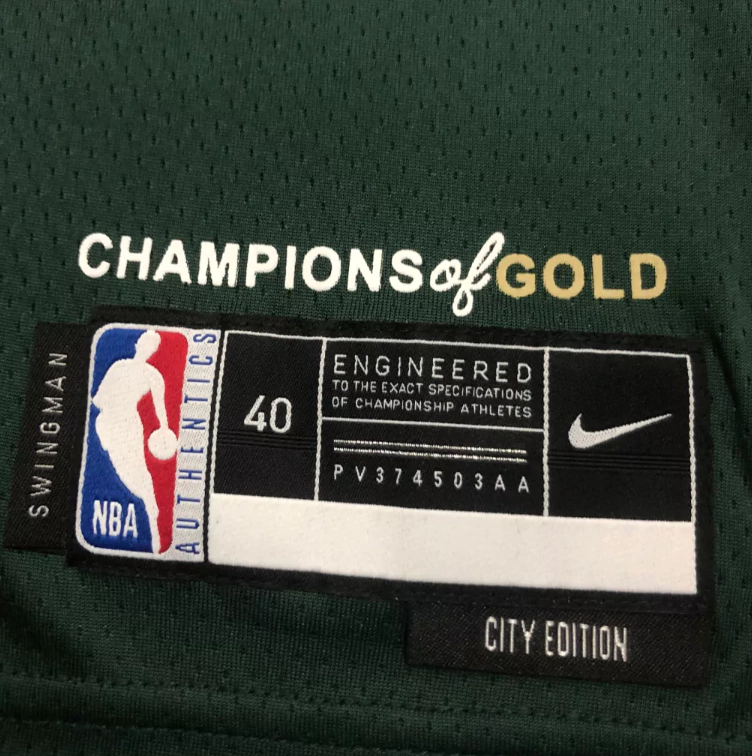 CHAMPIONS of GOLD
SWINGMAN
NBA
AUTHENTICS
40
ENGINEERED
TO THE EXACT SPECIFICATIONS
OF CHAMPIONSHIP ATHLETES
PV374503AA
CITY EDITION